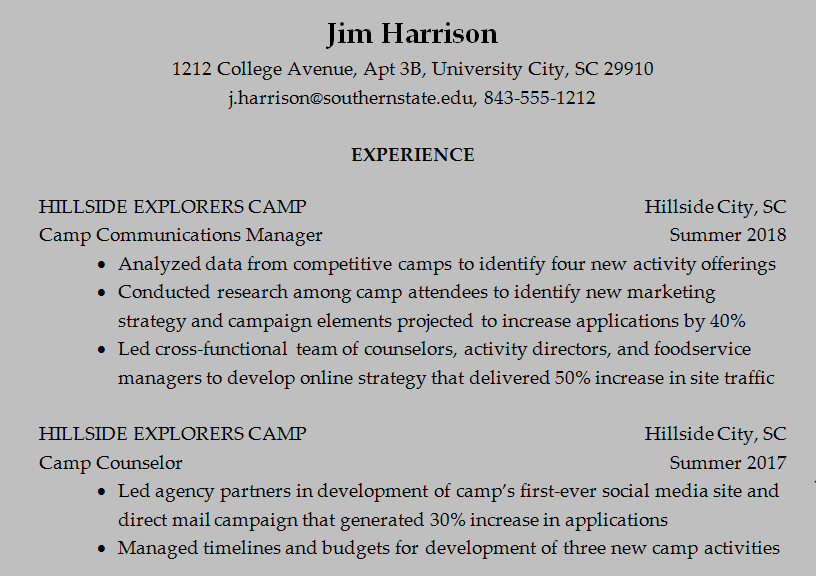 Jim Harrison
1212 College Avenue, Apt 3B, University City, SC 29910
j.harrison@southernstate.edu, 843-555-1212
EXPERIENCE
HILLSIDE EXPLORERS CAMP Hillside City, SC
Camp Communications Manager Summer 2018
• Analyzed data from competitive camps to identify four new activity offerings
• Conducted research among camp attendees to identify new marketing
strategy and campaign elements projected to increase applications by 40%
• Led cross-functional team of counselors, activity directors, and foodservice
managers to develop online strategy that delivered 50% increase in site traffic
HILLSIDE EXPLORERS CAMP Hillside City, SC
Camp Counselor Summer 2017
• Led agency partners in development of camp’s first-ever social media site and
direct mail campaign that generated 30% increase in applications
• Managed timelines and budgets for development of three new camp activities